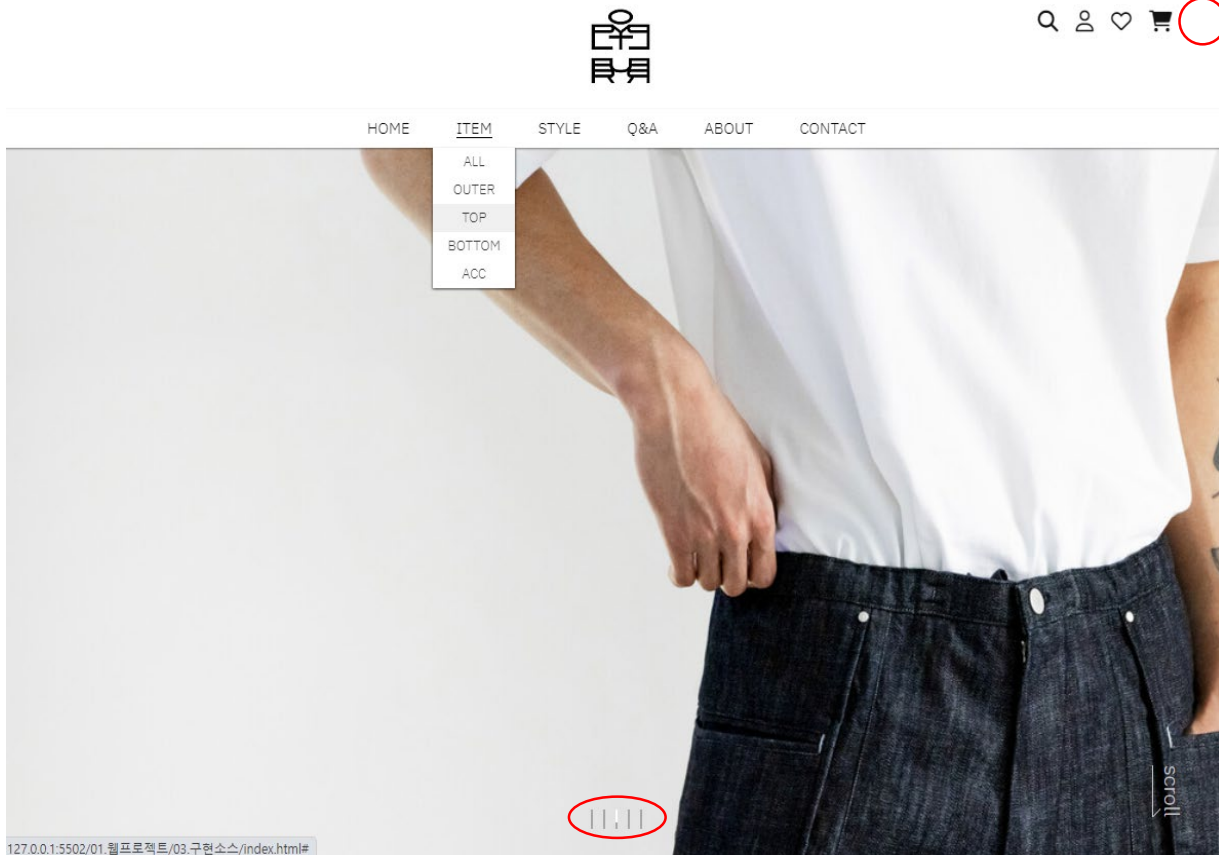 HOME ITEM STYLE Q&A ABOUT CONTACT
ALL
OUTER
TOP
BOTTOM
ACC
scroll
127.0.0.1:5502/01.웹프로젝트/03.구현소스/index.html#